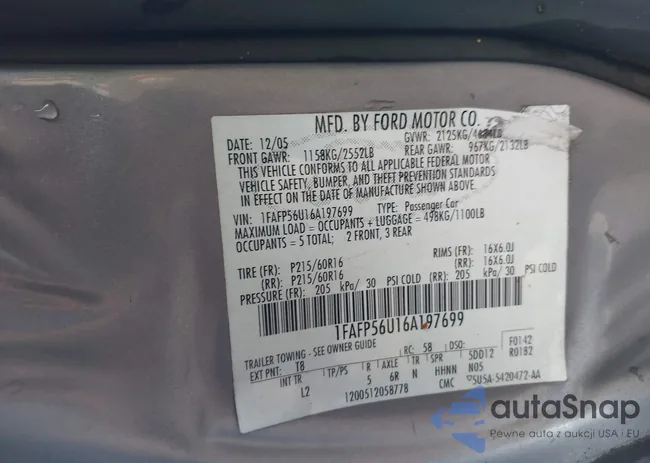 MFD. BY FORD MOTOR CO.
DATE: 12/05 GVWR: 2125KG/
FRONT GAWR: 1158KG/2552LB REAR GAWR: 967KG/2132LB
THIS VEHICLE CONFORMS TO ALL APPLICABLE FEDERAL MOTOR
VEHICLE SAFETY, BUMPER, AND THEFT PREVENTION STANDARDS
IN EFFECT ON THE DATE OF MANUFACTURE SHOWN ABOVE.
VIN: 1FAFP56U16A197699 TYPE: Passenger Car
MAXIMUM LOAD = OCCUPANTS + LUGGAGE = 498KG/1100LB
OCCUPANTS = 5 TOTAL; 2 FRONT, 3 REAR
TIRE (FR): P215/60R16 RIMS (FR): 16X6.0J
(RR): P215/60R16 (RR): 16X6.0J
PRESSURE (FR): 205 kPa/ 30 PSI COLD (RR): 205 kPa/ 30 PSI COLD
1FAFP56U16A197699
TRAILER TOWING - SEE OWNER GUIDE RC: 58 DSO: F0142
EXT PNT: T8 R0182
INT TR TP/PS R AXLE TR SPR 5DD12
L2 5 6R N HHNN N05
1200512058778 CMC 5U5A-5420472-AA
autaSnap
Pewne auto z aukcji USA i EU